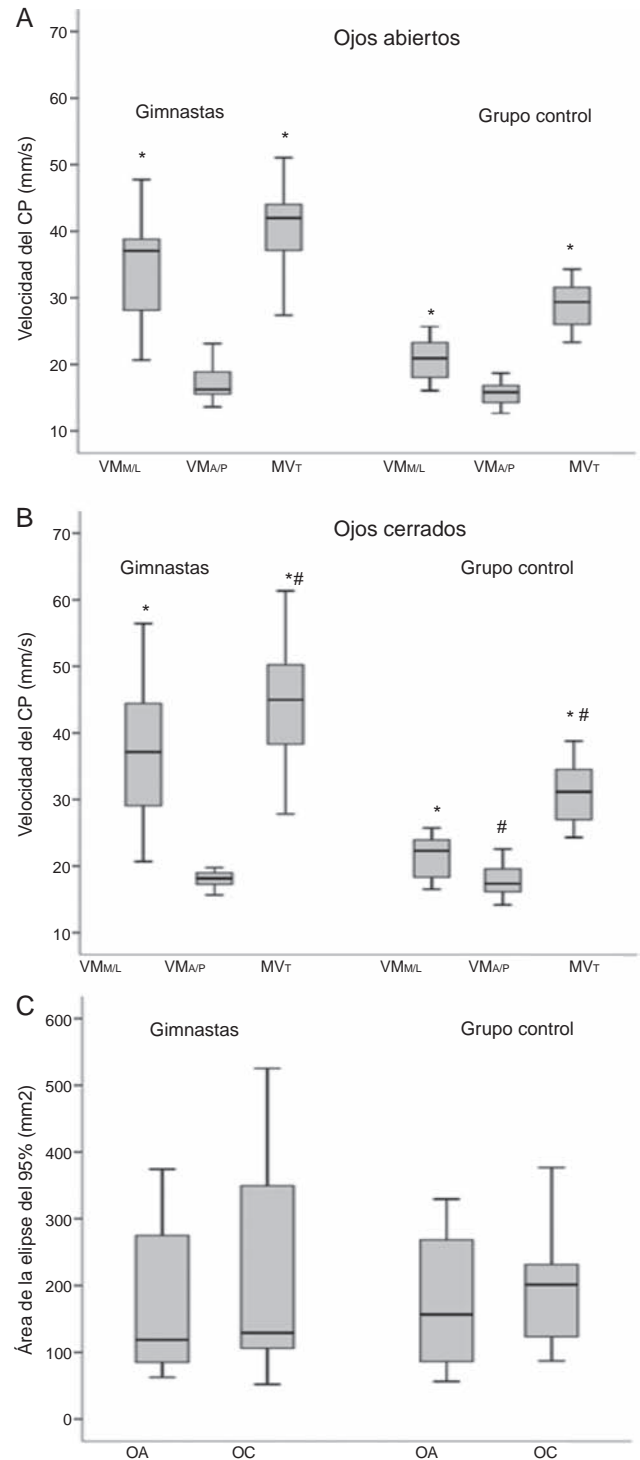 A
Ojos abiertos
Gimnastas
Grupo control
Velocidad del CP (mm/s)
70
60
50
40
30
20
10
*
*
*
*
VMM/L
VMA/P
MVT
VMM/L
VMA/P
MVT
B
Ojos cerrados
Gimnastas
Grupo control
Velocidad del CP (mm/s)
70
60
50
40
30
20
10
*
*#
*
#
* #
VMM/L
VMA/P
MVT
VMM/L
VMA/P
MVT
C
Gimnastas
Grupo control
Área de la elipse del 95% (mm2)
600
500
400
300
200
100
0
OA
OC
OA
OC